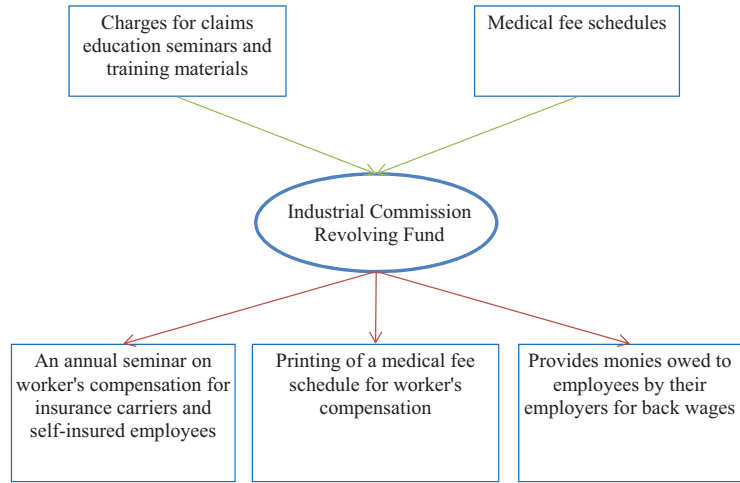 Charges for claims
education seminars and
training materials
Medical fee schedules
Industrial Commission
Revolving Fund
An annual seminar on
worker's compensation for
insurance carriers and
self-insured employees
Printing of a medical fee
schedule for worker's
compensation
Provides monies owed to
employees by their
employers for back wages